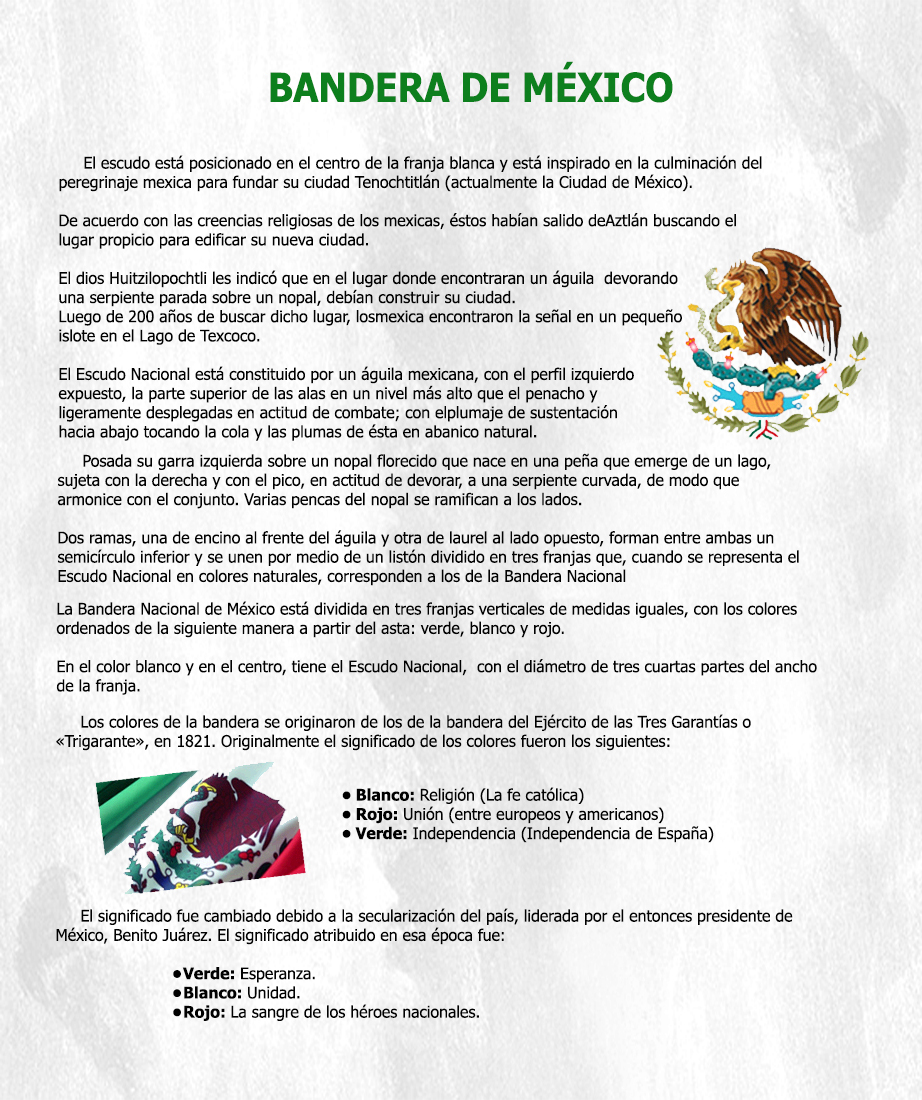 BANDERA DE MÉXICO
El escudo está posicionado en el centro de la franja blanca y está inspirado en la culminación del
peregrinaje mexica para fundar su ciudad Tenochtitlán (actualmente la Ciudad de México).
De acuerdo con las creencias religiosas de los mexicas, éstos habían salido deAztlán buscando el
lugar propicio para edificar su nueva ciudad.
El dios Huitzilopochtli les indicó que en el lugar donde encontraran un águila  devorando
una serpiente parada sobre un nopal, debían construir su ciudad.
Luego de 200 años de buscar dicho lugar, losmexica encontraron la señal en un pequeño
islote en el Lago de Texcoco.
El Escudo Nacional está constituido por un águila mexicana, con el perfil izquierdo
expuesto, la parte superior de las alas en un nivel más alto que el penacho y
ligeramente desplegadas en actitud de combate; con elplumaje de sustentación
hacia abajo tocando la cola y las plumas de ésta en abanico natural.
Posada su garra izquierda sobre un nopal florecido que nace en una peña que emerge de un lago,
sujeta con la derecha y con el pico, en actitud de devorar, a una serpiente curvada, de modo que
armonice con el conjunto. Varias pencas del nopal se ramifican a los lados.
Dos ramas, una de encino al frente del águila y otra de laurel al lado opuesto, forman entre ambas un
semicírculo inferior y se unen por medio de un listón dividido en tres franjas que, cuando se representa el
Escudo Nacional en colores naturales, corresponden a los de la Bandera Nacional
La Bandera Nacional de México está dividida en tres franjas verticales de medidas iguales, con los colores
ordenados de la siguiente manera a partir del asta: verde, blanco y rojo.
En el color blanco y en el centro, tiene el Escudo Nacional,  con el diámetro de tres cuartas partes del ancho
de la franja.
Los colores de la bandera se originaron de los de la bandera del Ejército de las Tres Garantías o
«Trigarante», en 1821. Originalmente el significado de los colores fueron los siguientes:
● Blanco: Religión (La fe católica)
● Rojo: Unión (entre europeos y americanos)
● Verde: Independencia (Independencia de España)
El significado fue cambiado debido a la secularización del país, liderada por el entonces presidente de
México, Benito Juárez. El significado atribuido en esa época fue:
●Verde: Esperanza.
●Blanco: Unidad.
●Rojo: La sangre de los héroes nacionales.